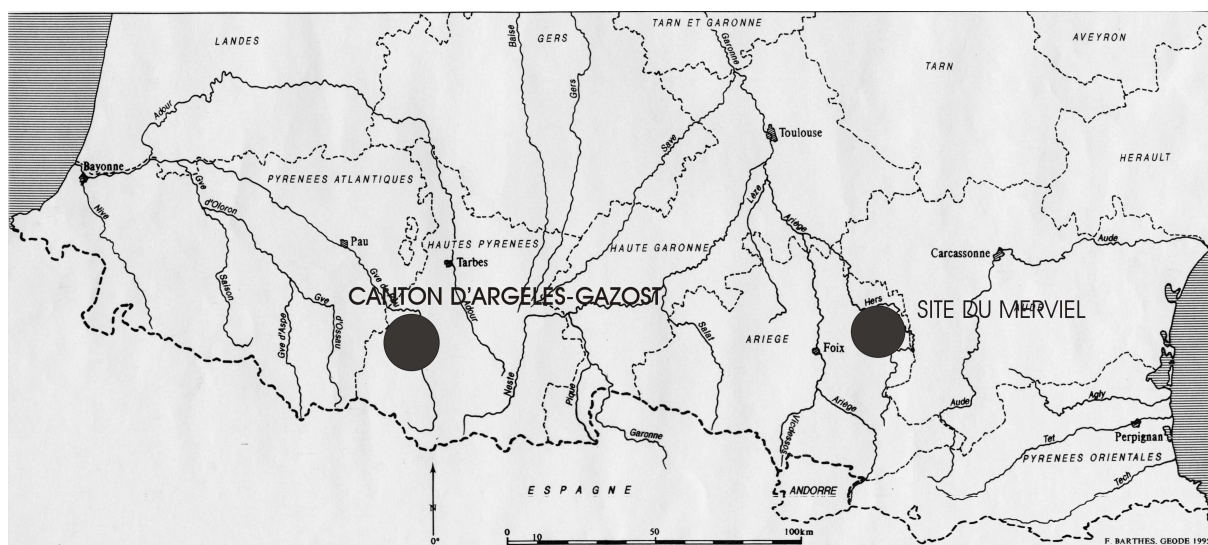 LANDES
Baïse
GERS
Gers
TARN ET GARONNE
Garonne
TARN
AVEYRON
Adour
Save
Toulouse
HERAULT
Bayonne
PYRENEES ATLANTIQUES
Gve
d'Oloron
Nive
Lèze
Ariège
Pau
HAUTES PYRENEES
HAUTE GARONNE
Tarbes
Carcassonne
Aude
Saison
Gve
CANTON D'ARGELES-GAZOST
Adour
Hers
SITE DU MERVIEL
Gve d'Aspe
Gve
d'Ossau
Salat
ARIEGE
Foix
Neste
Pique
Ariège
Aude
Agly
Garonne
Vicdessos
Tet
Perpignan
PYRENEES ORIENTALES
Tech
ESPAGNE
ANDORRE
N
0°
0 10 50 100km
F. BARTHES, GEODE